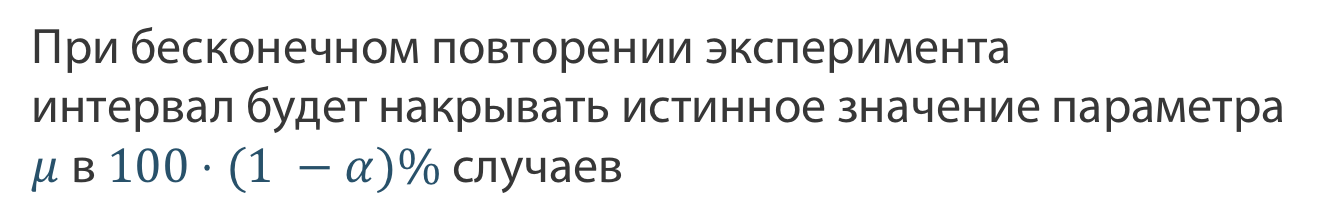 При бесконечном повторении эксперимента
интервал будет накрывать истинное значение параметра
μ в 100 · (1 − α)% случаев